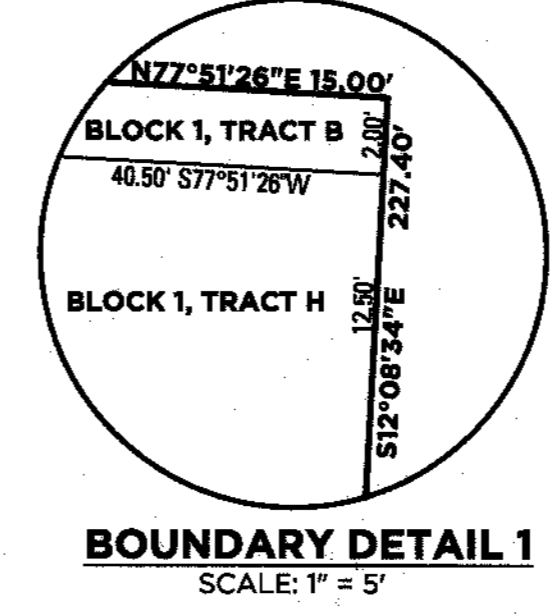 N77°51'26"E 15.00'
BLOCK 1, TRACT B
2.00'
227.40'
40.50' S77°51'26"W
BLOCK 1, TRACT H
12.50'
S12°08'34"E
BOUNDARY DETAIL 1
SCALE: 1" = 5'